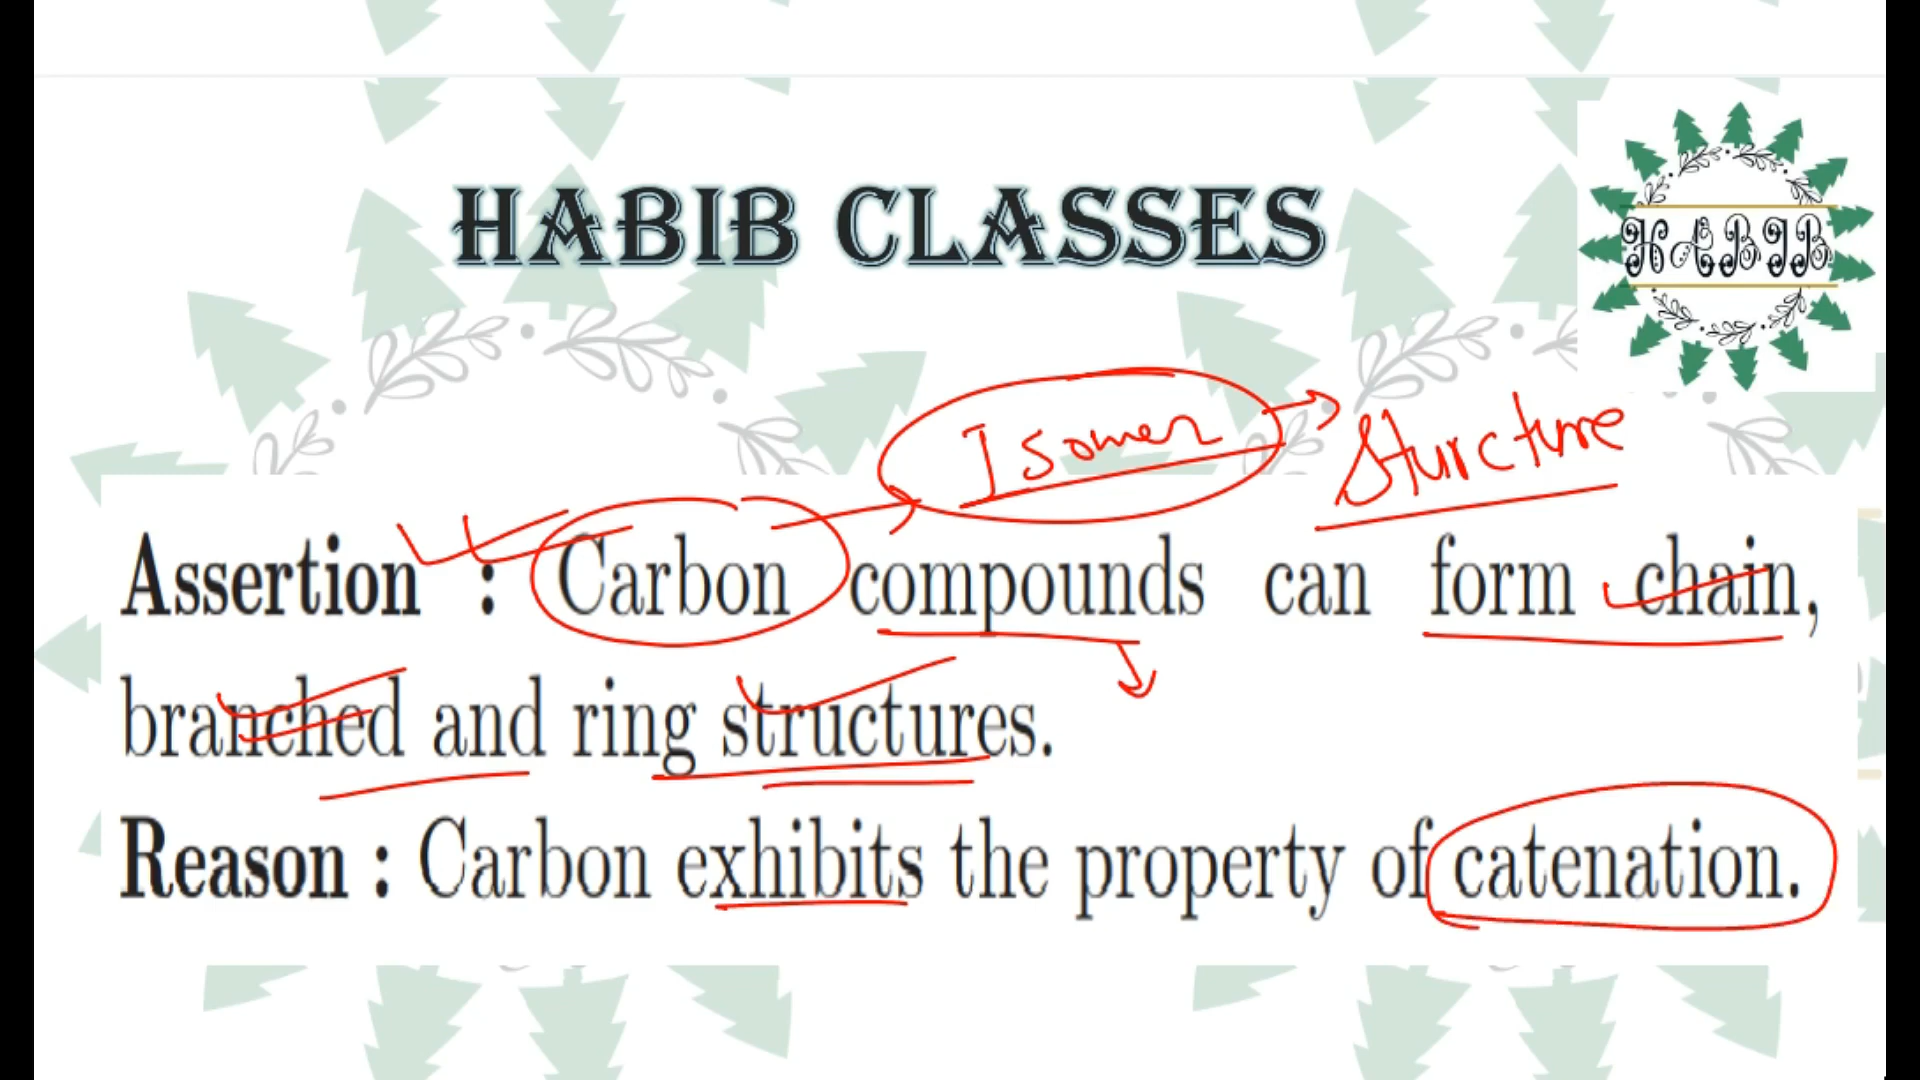 HABIB CLASSES
HABIB
Isomer → Sturcture
Assertion : Carbon compounds can form chain,
branched and ring structures.
Reason : Carbon exhibits the property of catenation.